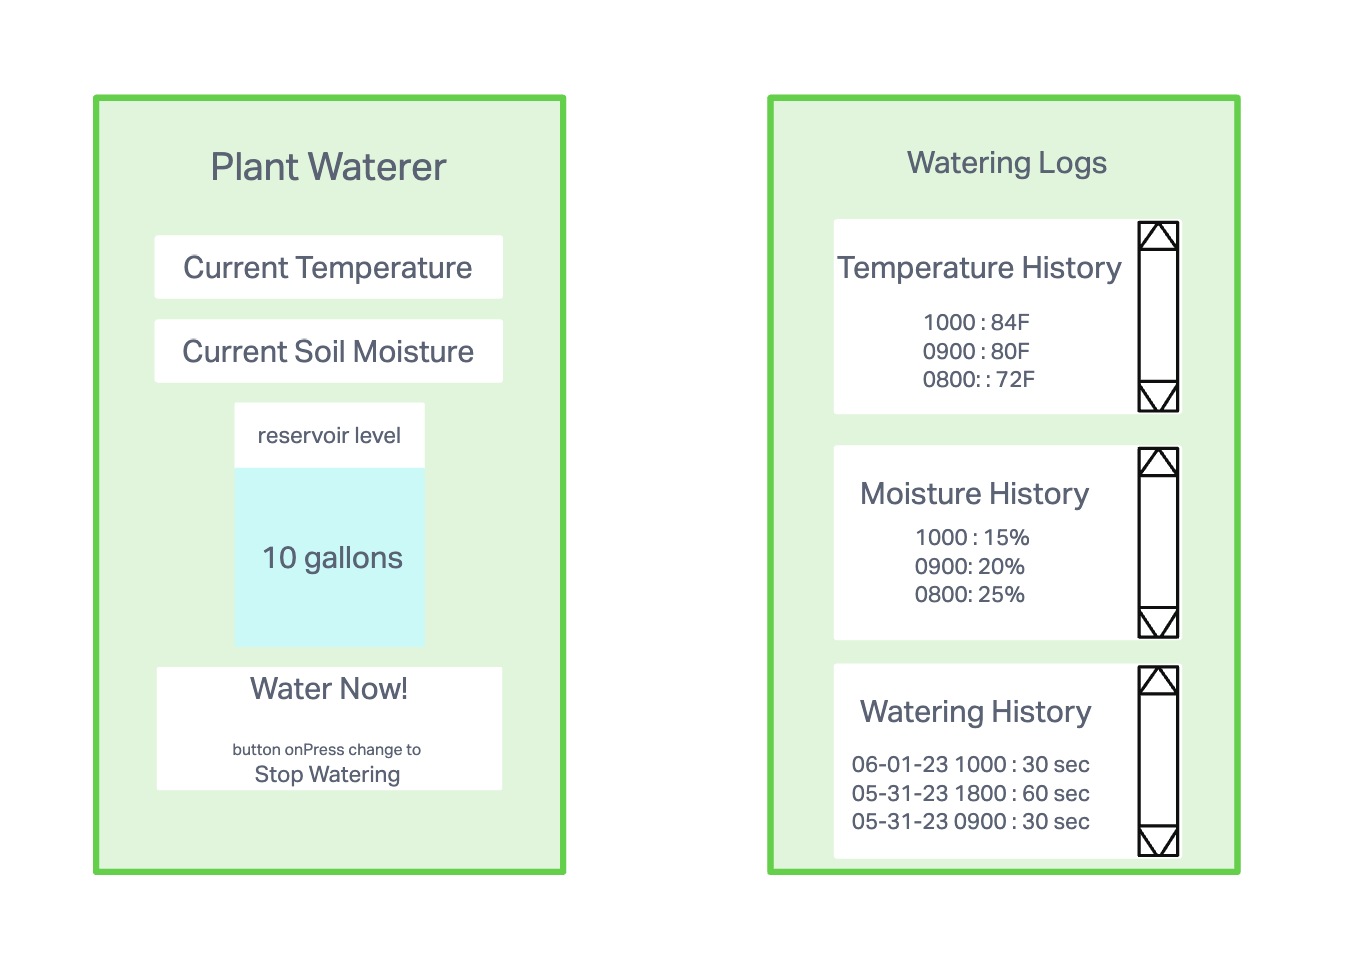 Plant Waterer
Current Temperature
Current Soil Moisture
reservoir level
10 gallons
Water Now!
button onPress change to
Stop Watering
Watering Logs
Temperature History
1000 : 84F
0900 : 80F
0800: : 72F
Moisture History
1000 : 15%
0900: 20%
0800: 25%
Watering History
06-01-23 1000 : 30 sec
05-31-23 1800 : 60 sec
05-31-23 0900 : 30 sec